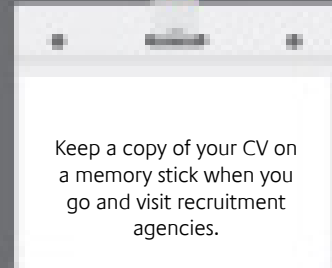 Keep a copy of your CV on
a memory stick when you
go and visit recruitment
agencies.